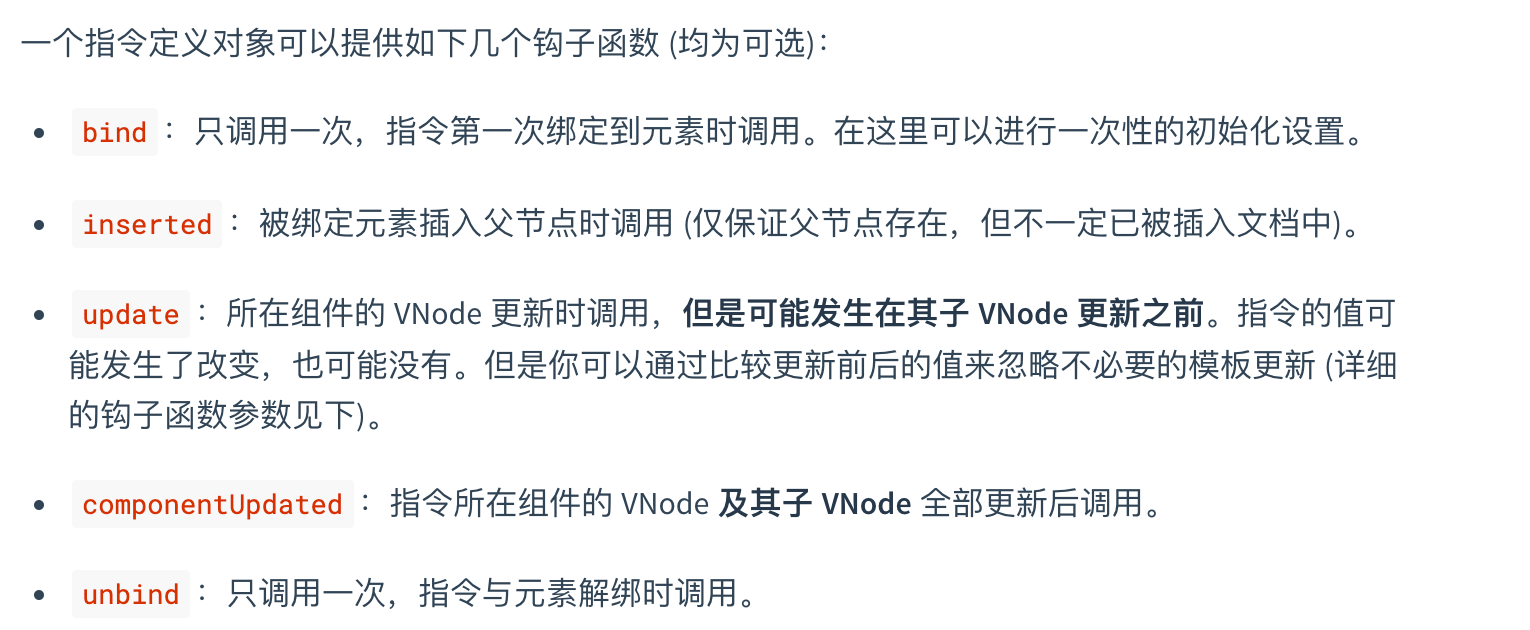 一个指令定义对象可以提供如下几个钩子函数 (均为可选)：
bind：只调用一次，指令第一次绑定到元素时调用。在这里可以进行一次性的初始化设置。
inserted：被绑定元素插入父节点时调用 (仅保证父节点存在，但不一定已被插入文档中)。
update：所在组件的 VNode 更新时调用，但是可能发生在其子 VNode 更新之前。指令的值可
能发生了改变，也可能没有。但是你可以通过比较更新前后的值来忽略不必要的模板更新 (详细
的钩子函数参数见下)。
componentUpdated：指令所在组件的 VNode 及其子 VNode 全部更新后调用。
unbind：只调用一次，指令与元素解绑时调用。